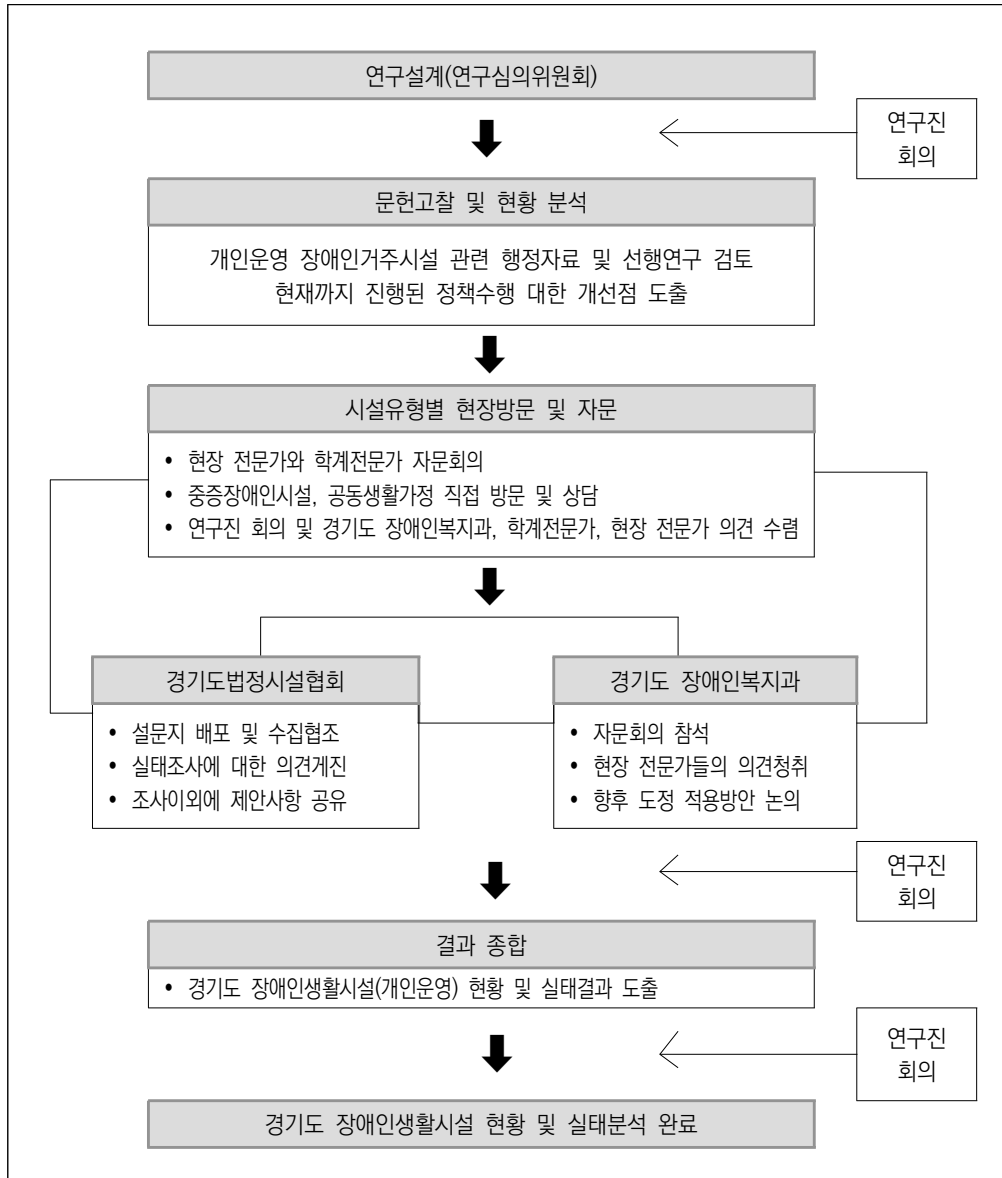 연구설계(연구심의위원회)
연구진
회의
문헌고찰 및 현황 분석
개인운영 장애인거주시설 관련 행정자료 및 선행연구 검토
현재까지 진행된 정책수행 대한 개선점 도출
시설유형별 현장방문 및 자문
• 현장 전문가와 학계전문가 자문회의
• 중증장애인시설, 공동생활가정 직접 방문 및 상담
• 연구진 회의 및 경기도 장애인복지과, 학계전문가, 현장 전문가 의견 수렴
경기도법정시설협회
• 설문지 배포 및 수집협조
• 실태조사에 대한 의견게진
• 조사이외에 제안사항 공유
경기도 장애인복지과
• 자문회의 참석
• 현장 전문가들의 의견청취
• 향후 도정 적용방안 논의
연구진
회의
결과 종합
• 경기도 장애인생활시설(개인운영) 현황 및 실태결과 도출
연구진
회의
경기도 장애인생활시설 현황 및 실태분석 완료